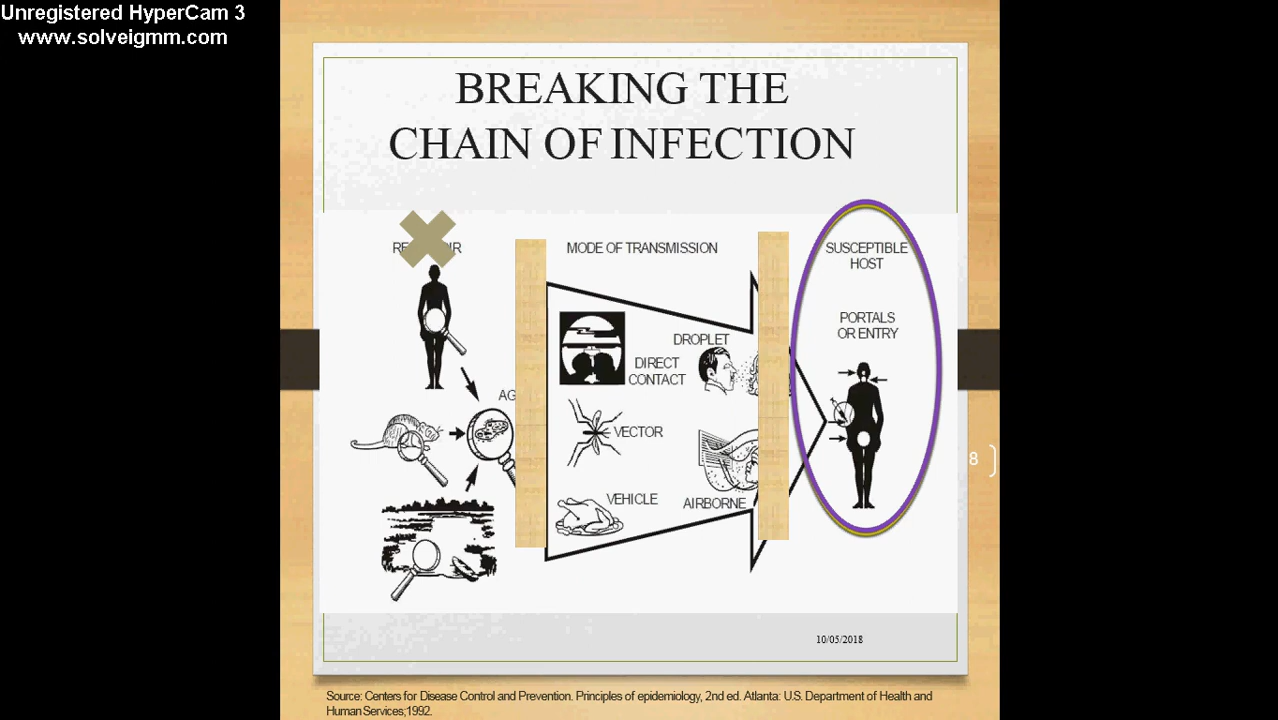 Unregistered HyperCam 3
www.solveigmm.com
BREAKING THE
CHAIN OF INFECTION
MODE OF TRANSMISSION
SUSCEPTIBLE
HOST
PORTALS
OR ENTRY
DROPLET
DIRECT
CONTACT
AG
VECTOR
8
VEHICLE
AIRBORNE
10/05/2018
Source: Centers for Disease Control and Prevention. Principles of epidemiology, 2nd ed. Atlanta: U.S. Department of Health and
Human Services;1992.